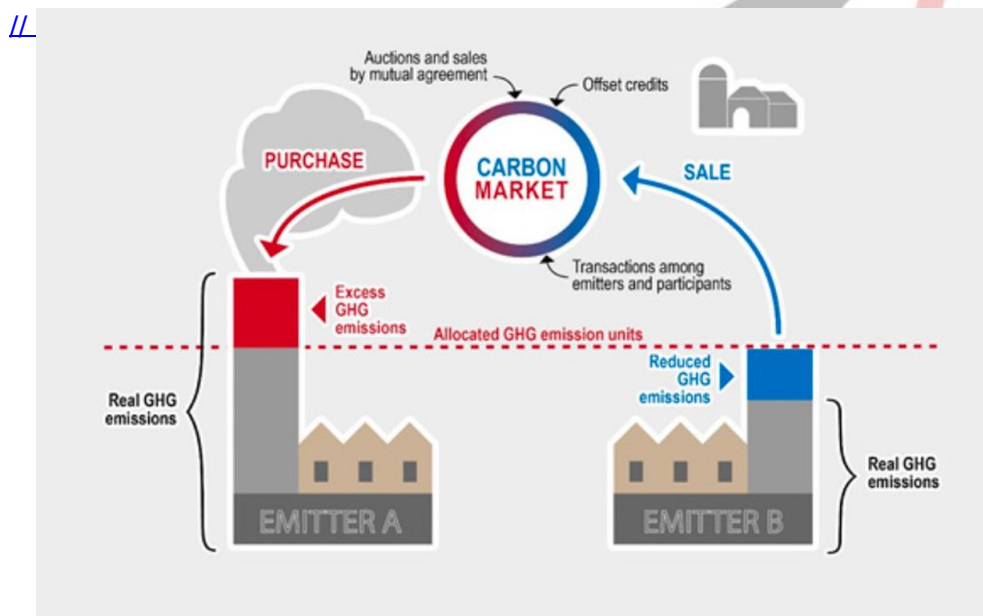 //
Auctions and sales
by mutual agreement
Offset credits
PURCHASE
CARBON
MARKET
SALE
Transactions among
emitters and participants
Excess
GHG
emissions
Allocated GHG emission units
Reduced
GHG
emissions
Real GHG
emissions
Real GHG
emissions
EMITTER A
EMITTER B